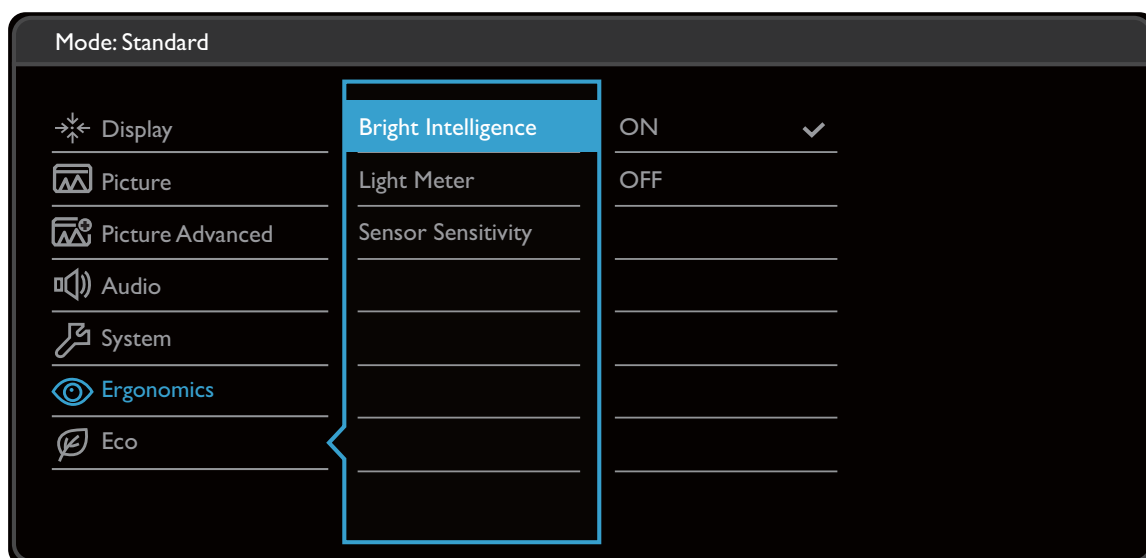 Mode: Standard
Display
Picture
Picture Advanced
Audio
System
Ergonomics
Eco
Bright Intelligence
Light Meter
Sensor Sensitivity
ON
OFF